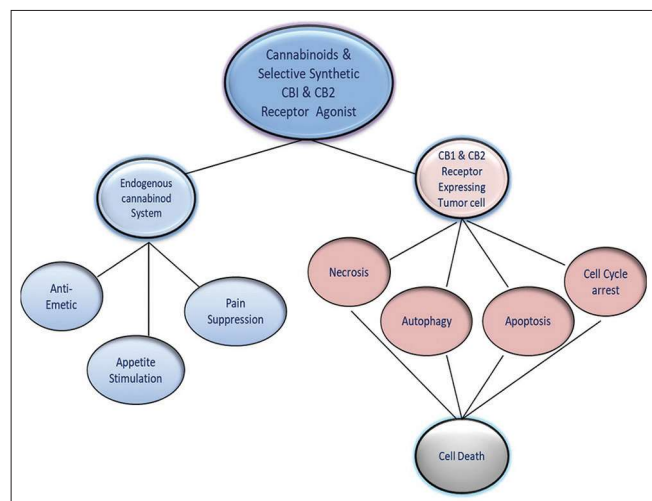 Cannabinoids &
Selective Synthetic
CBI & CB2
Receptor Agonist
Endogenous
cannabinod
System
CB1 & CB2
Receptor
Expressing
Tumor cell
Anti-
Emetic
Appetite
Stimulation
Pain
Suppression
Necrosis
Autophagy
Apoptosis
Cell Cycle
arrest
Cell Death